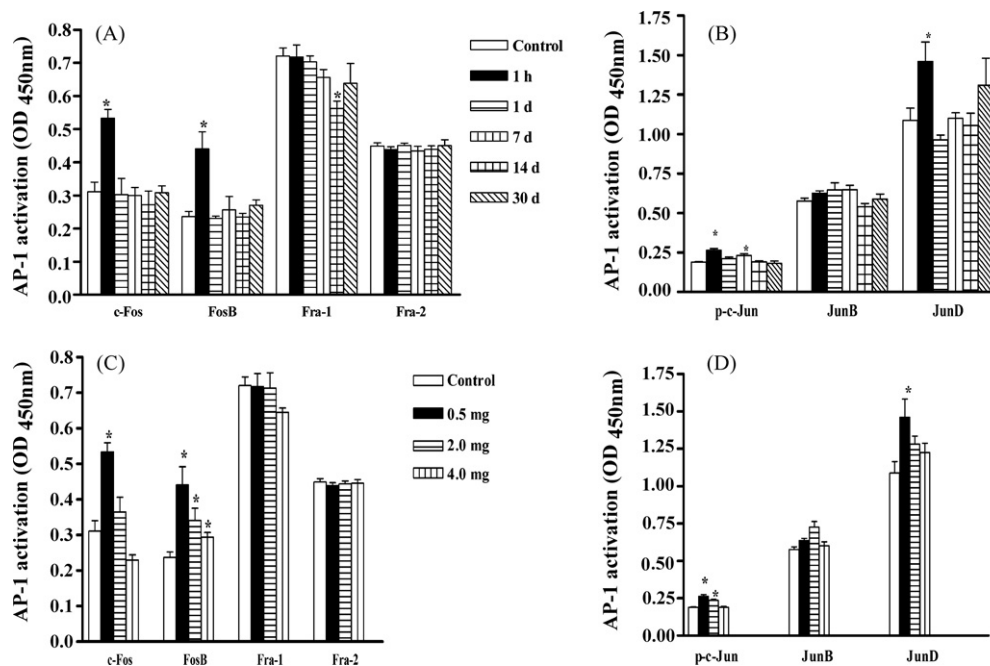 (A)
AP-1 activation (OD 450nm)
0.8
0.7
0.6
0.5
0.4
0.3
0.2
0.1
0.0
*
*
*
c-Fos FosB Fra-1 Fra-2
Control
1 h
1 d
7 d
14 d
30 d
(B)
AP-1 activation (OD 450nm)
1.75
1.50
1.25
1.00
0.75
0.50
0.25
0.00
*
*
*
p-c-Jun JunB JunD
(C)
AP-1 activation (OD 450nm)
0.8
0.7
0.6
0.5
0.4
0.3
0.2
0.1
0.0
*
*
*
*
c-Fos FosB Fra-1 Fra-2
Control
0.5 mg
2.0 mg
4.0 mg
(D)
AP-1 activation (OD 450nm)
1.75
1.50
1.25
1.00
0.75
0.50
0.25
0.00
*
*
*
p-c-Jun JunB JunD